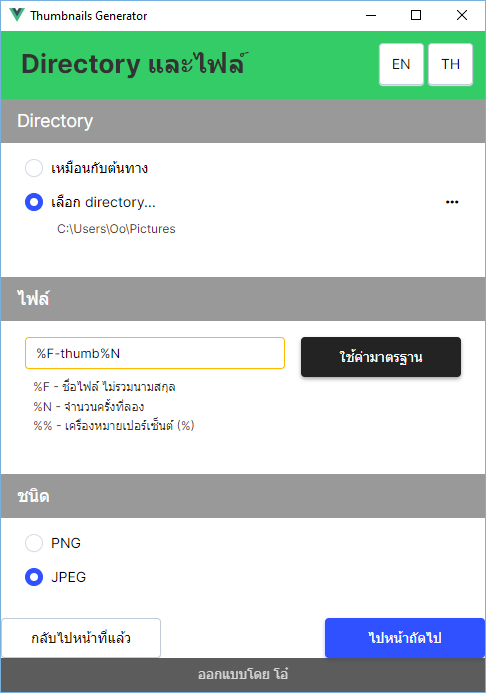 Thumbnails Generator
Directory และไฟล์
EN
TH
Directory
เหมือนกับต้นทาง
เลือก directory...
C:\Users\Oo\Pictures
ไฟล์
%F-thumb%N
ใช้ค่ามาตรฐาน
%F - ชื่อไฟล์ ไม่รวมนามสกุล
%N - จำนวนครั้งที่ลอง
%% - เครื่องหมายเปอร์เซ็นต์ (%)
ชนิด
PNG
JPEG
กลับไปหน้าที่แล้ว
ไปหน้าถัดไป
ออกแบบโดย โอ๋